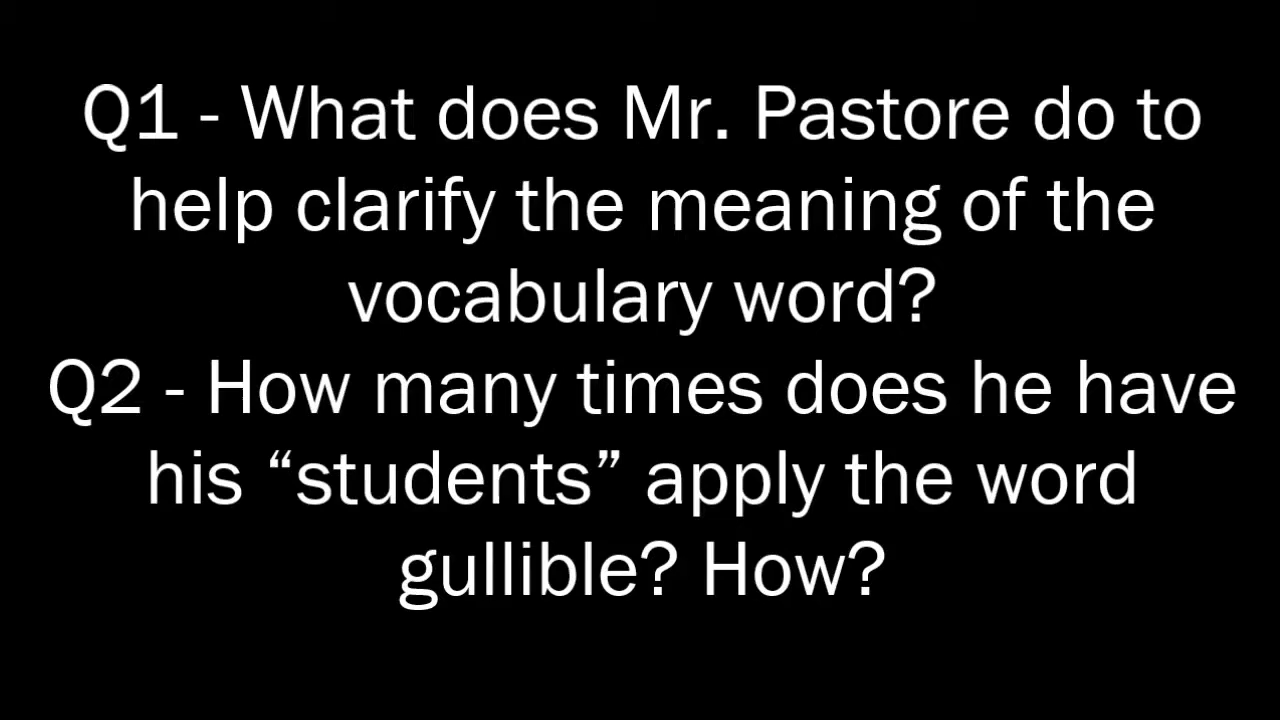 Q1 - What does Mr. Pastore do to
help clarify the meaning of the
vocabulary word?
Q2 - How many times does he have
his “students” apply the word
gullible? How?